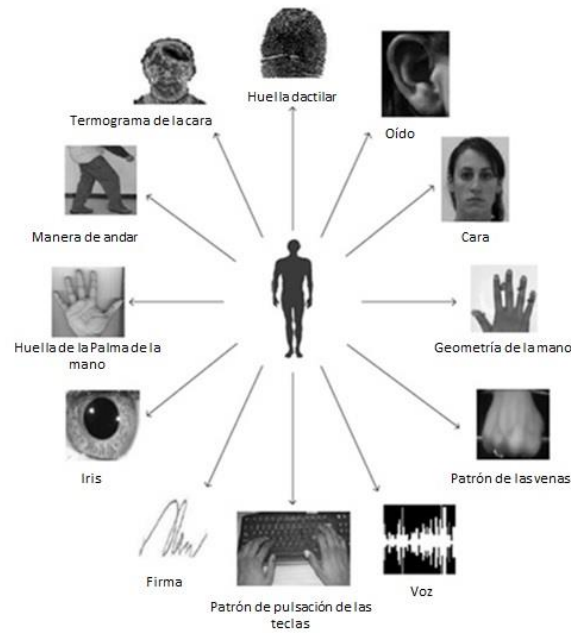 Huella dactilar
Termograma de la cara
Oído
Manera de andar
Cara
Huella de la Palma de la
mano
Geometría de la mano
Iris
Patrón de las venas
Firma
Patrón de pulsación de las
teclas
Voz